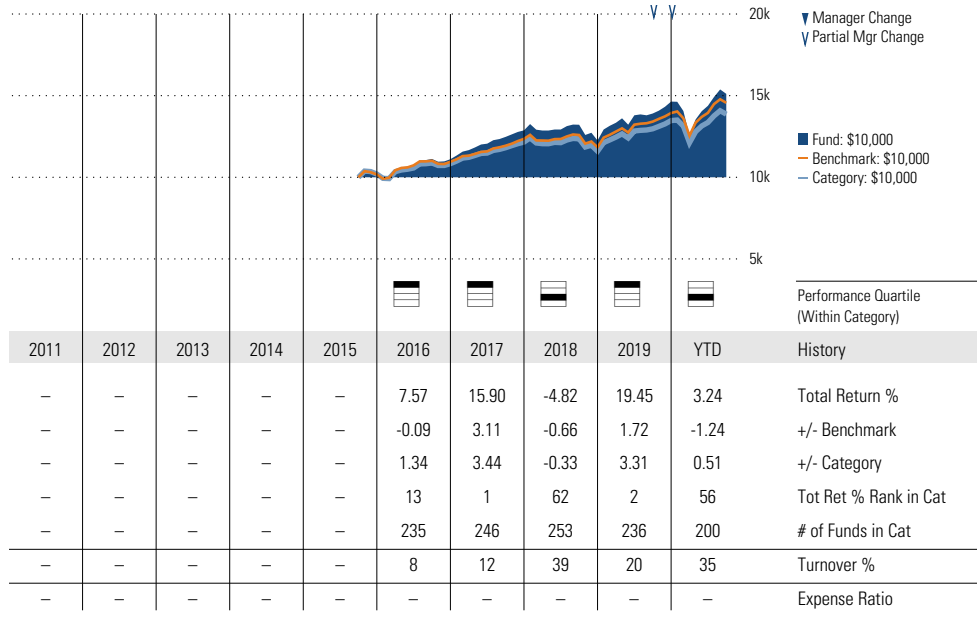 20k
▼ Manager Change
∨ Partial Mgr Change
15k
Fund: $10,000
Benchmark: $10,000
Category: $10,000
10k
5k
Performance Quartile
(Within Category)
2011 2012 2013 2014 2015 2016 2017 2018 2019 YTD History
– – – – – 7.57 15.90 -4.82 19.45 3.24 Total Return %
– – – – – -0.09 3.11 -0.66 1.72 -1.24 +/- Benchmark
– – – – – 1.34 3.44 -0.33 3.31 0.51 +/- Category
– – – – – 13 1 62 2 56 Tot Ret % Rank in Cat
– – – – – 235 246 253 236 200 # of Funds in Cat
– – – – – 8 12 39 20 35 Turnover %
– – – – – – – – – – Expense Ratio